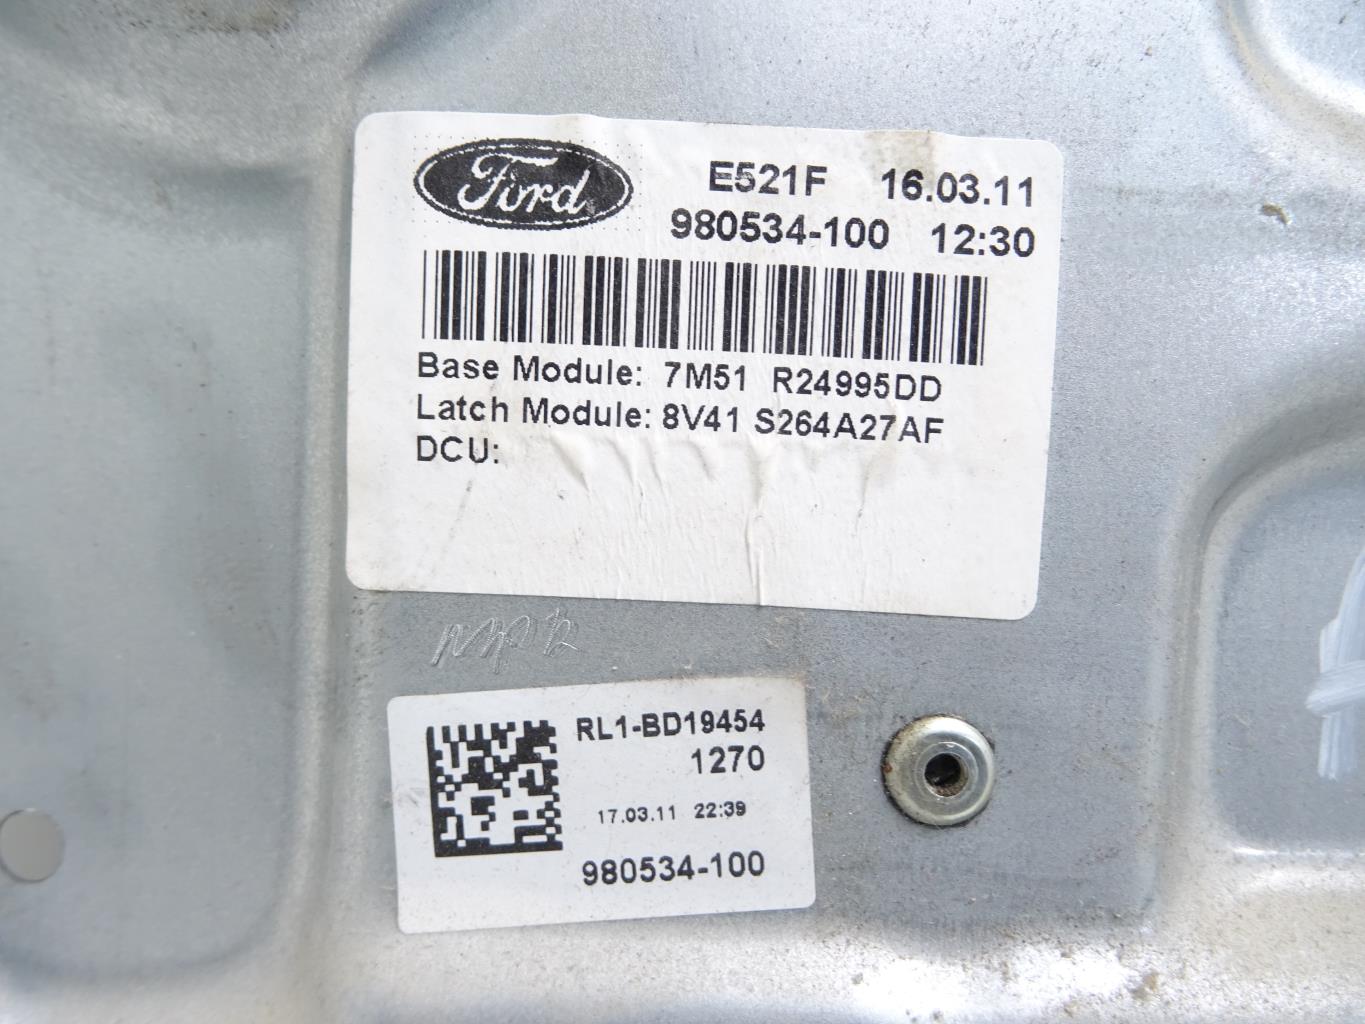 Ford
E521F 16.03.11
980534-100 12:30
Base Module: 7M51 R24995DD
Latch Module: 8V41 S264A27AF
DCU:
RL1-BD19454
1270
17.03.11 22:39
980534-100